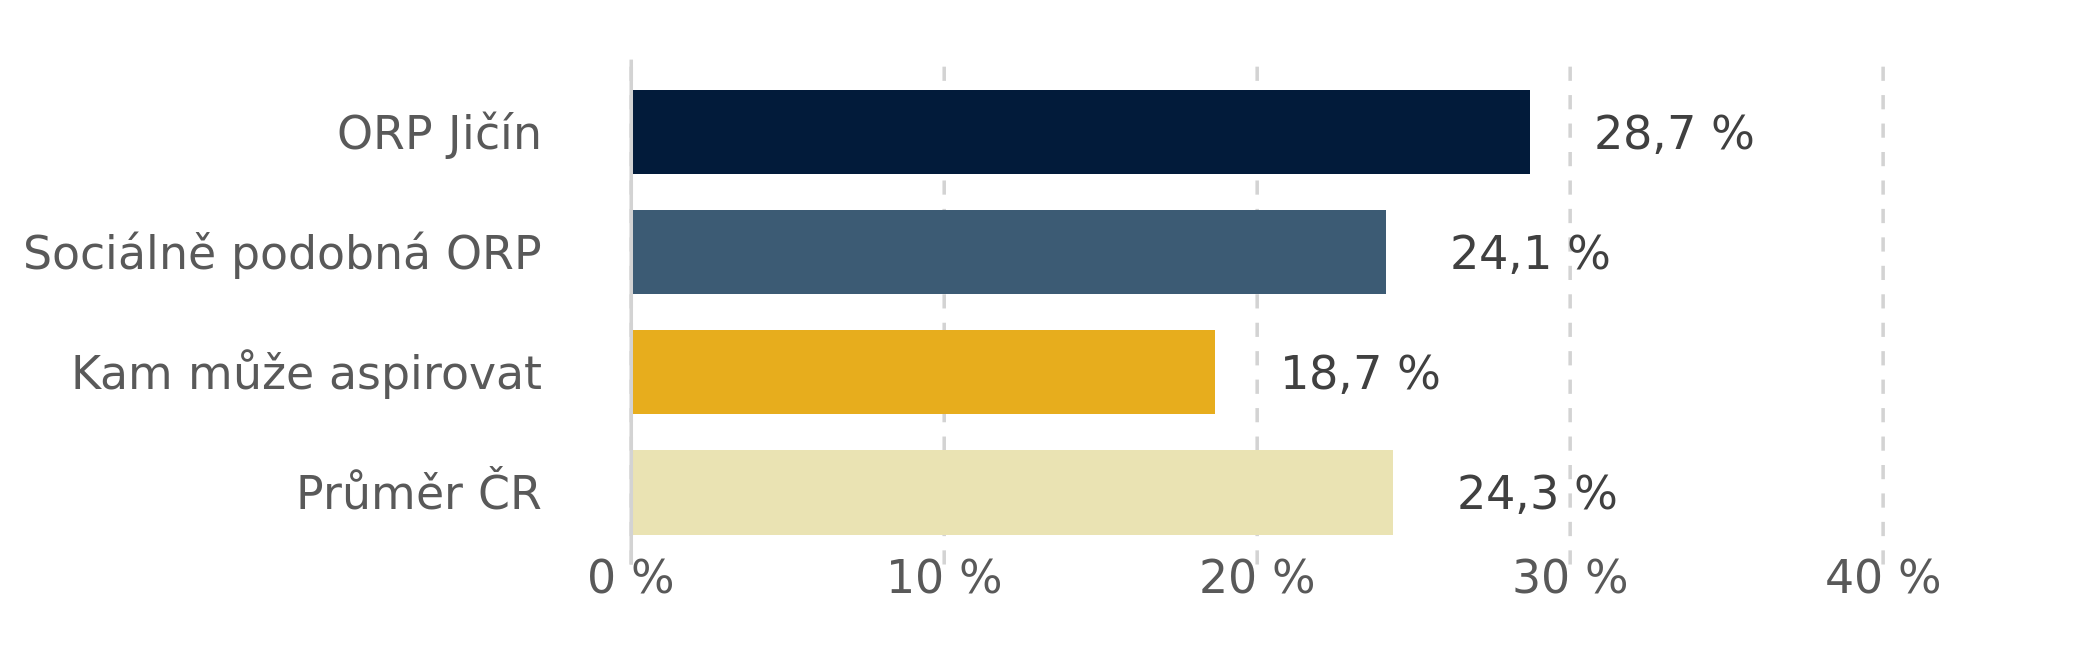 ORP Jičín 28,7 %
Sociálně podobná ORP 24,1 %
Kam může aspirovat 18,7 %
Průměr ČR 24,3 %
0 % 10 % 20 % 30 % 40 %